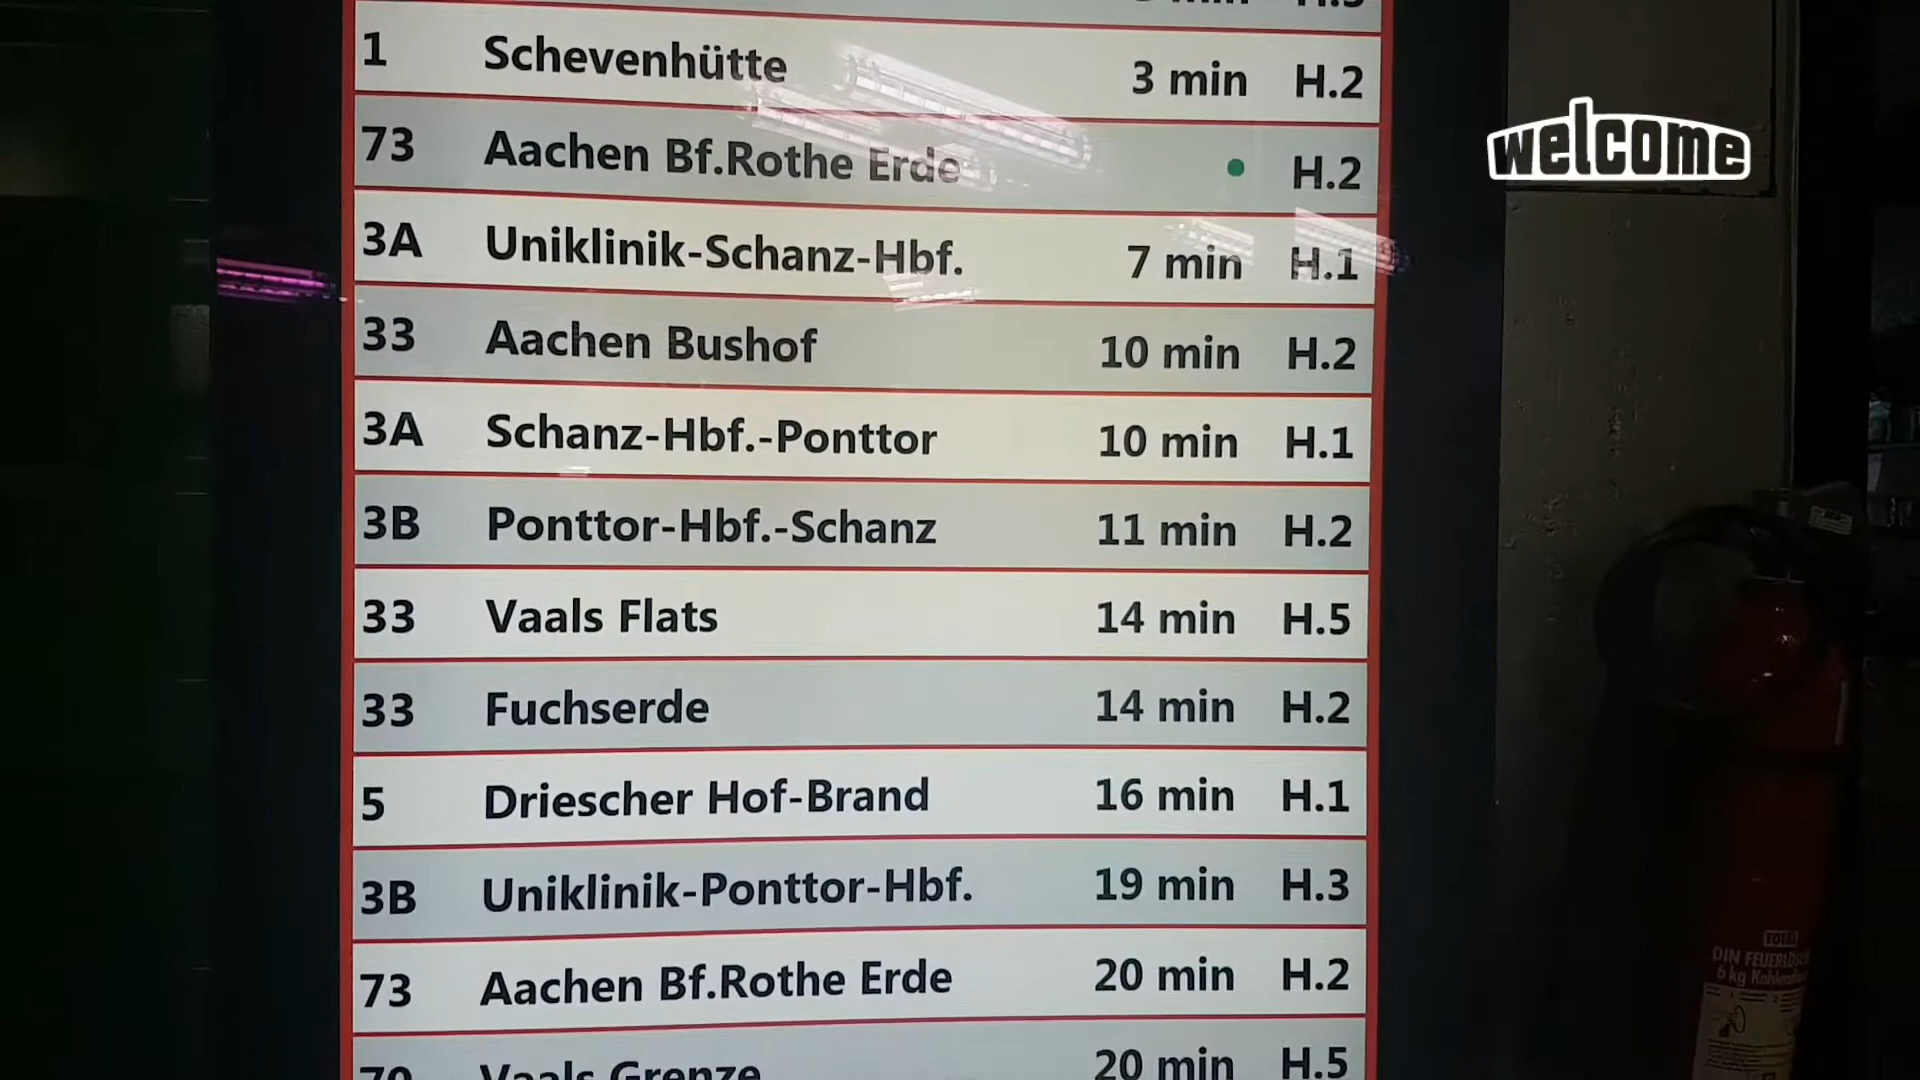 1 Schevenhütte 3 min H.2
73 Aachen Bf.Rothe Erde • H.2
3A Uniklinik-Schanz-Hbf. 7 min H.1
33 Aachen Bushof 10 min H.2
3A Schanz-Hbf.-Ponttor 10 min H.1
3B Ponttor-Hbf.-Schanz 11 min H.2
33 Vaals Flats 14 min H.5
33 Fuchserde 14 min H.2
5 Driescher Hof-Brand 16 min H.1
3B Uniklinik-Ponttor-Hbf. 19 min H.3
73 Aachen Bf.Rothe Erde 20 min H.2
Vaals Grenze 20 min H.5
welcome
TOTAL
DIN
6 kg